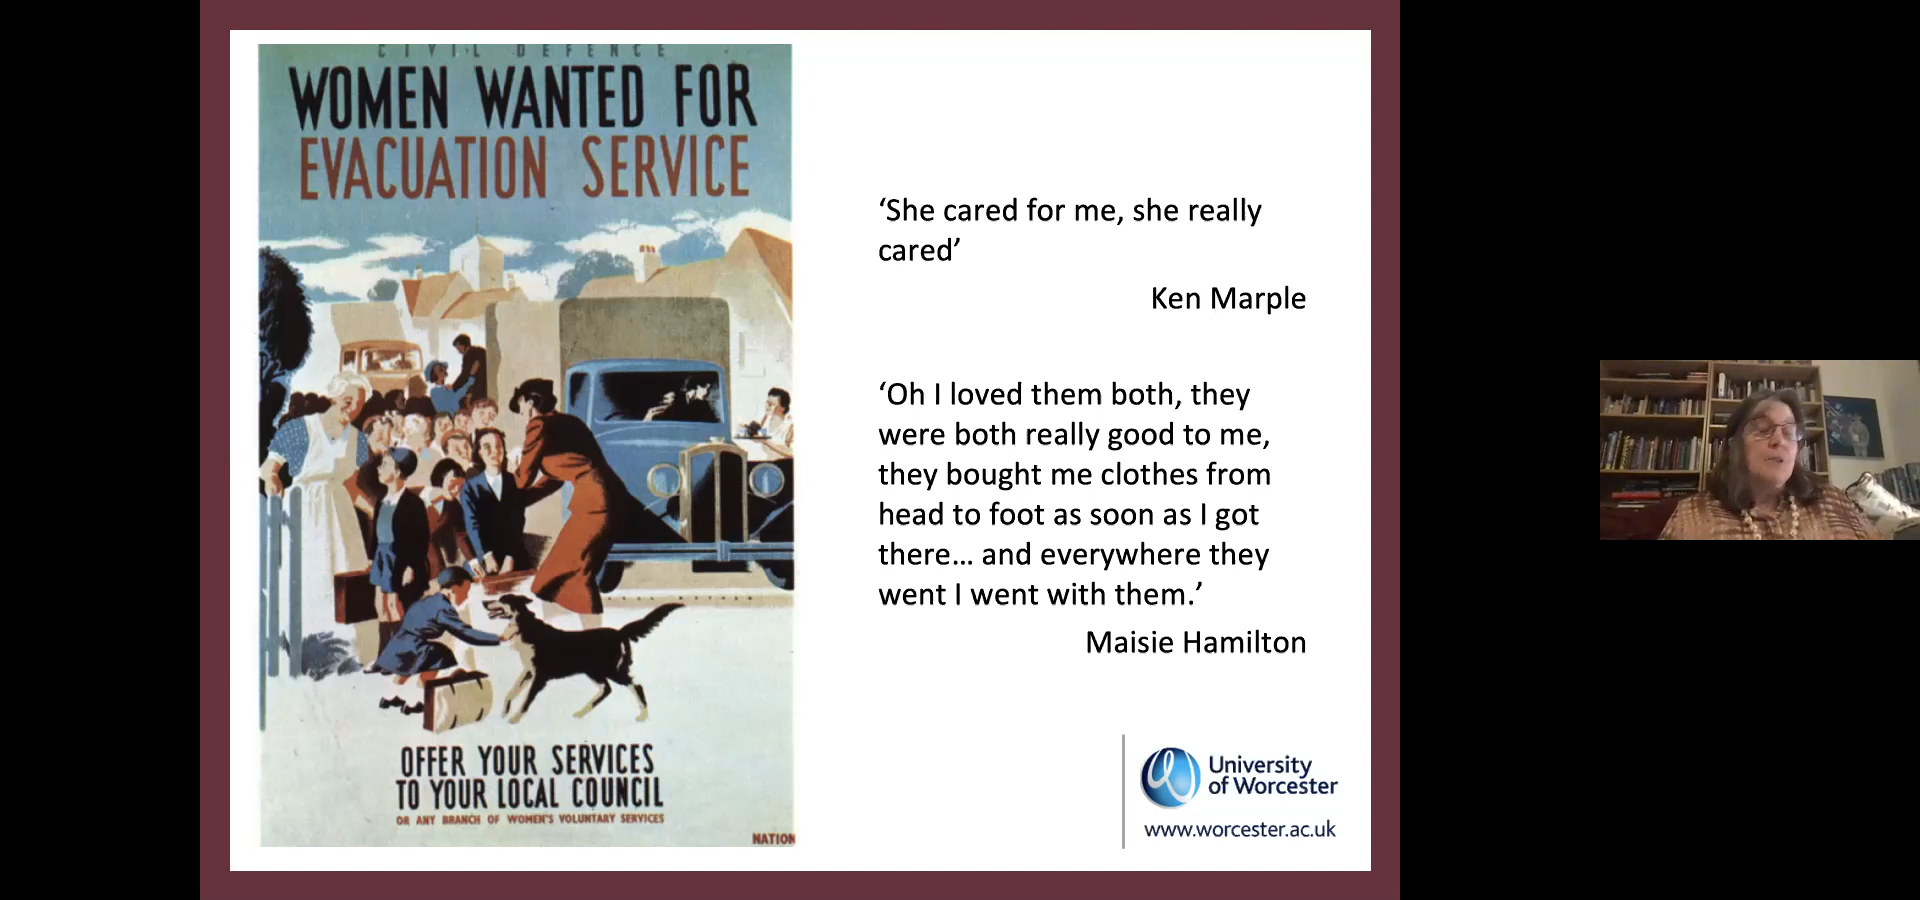 CIVIL DEFENCE
WOMEN WANTED FOR
EVACUATION SERVICE
OFFER YOUR SERVICES
TO YOUR LOCAL COUNCIL
OR ANY BRANCH OF WOMEN'S VOLUNTARY SERVICES
NATION
‘She cared for me, she really
cared’
Ken Marple
‘Oh I loved them both, they
were both really good to me,
they bought me clothes from
head to foot as soon as I got
there… and everywhere they
went I went with them.’
Maisie Hamilton
University
of Worcester
www.worcester.ac.uk